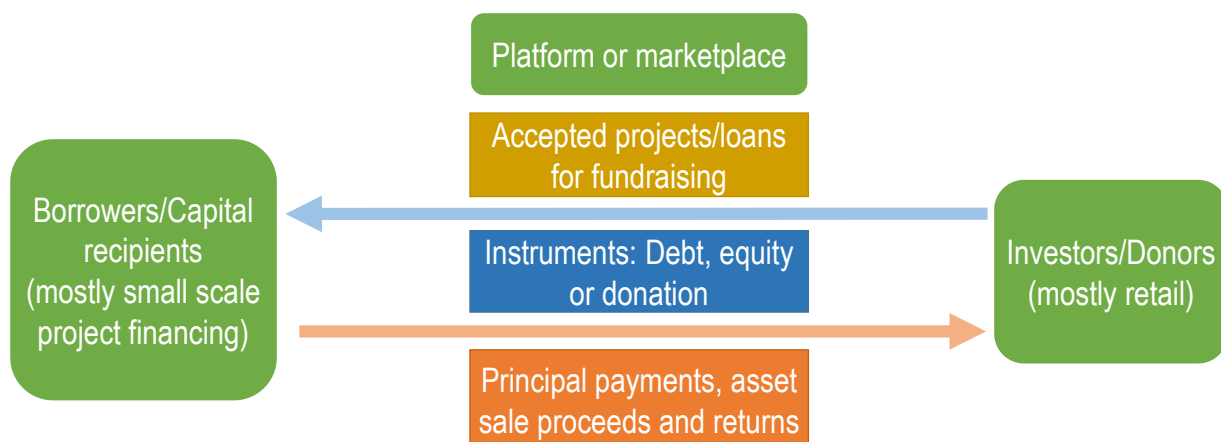 Platform or marketplace
Accepted projects/loans
for fundraising
Borrowers/Capital
recipients
(mostly small scale
project financing)
Instruments: Debt, equity
or donation
Investors/Donors
(mostly retail)
Principal payments, asset
sale proceeds and returns